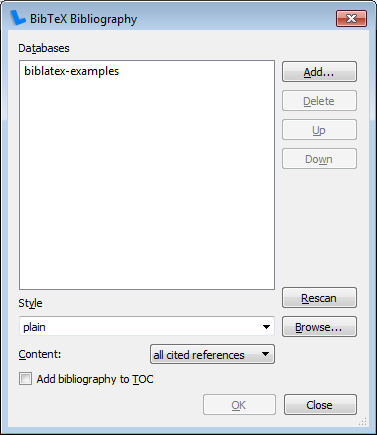 BibTeX Bibliography
Databases
biblatex-examples
Add...
Delete
Up
Down
Rescan
Style
plain
Browse...
Content:
all cited references
Add bibliography to TOC
OK
Close